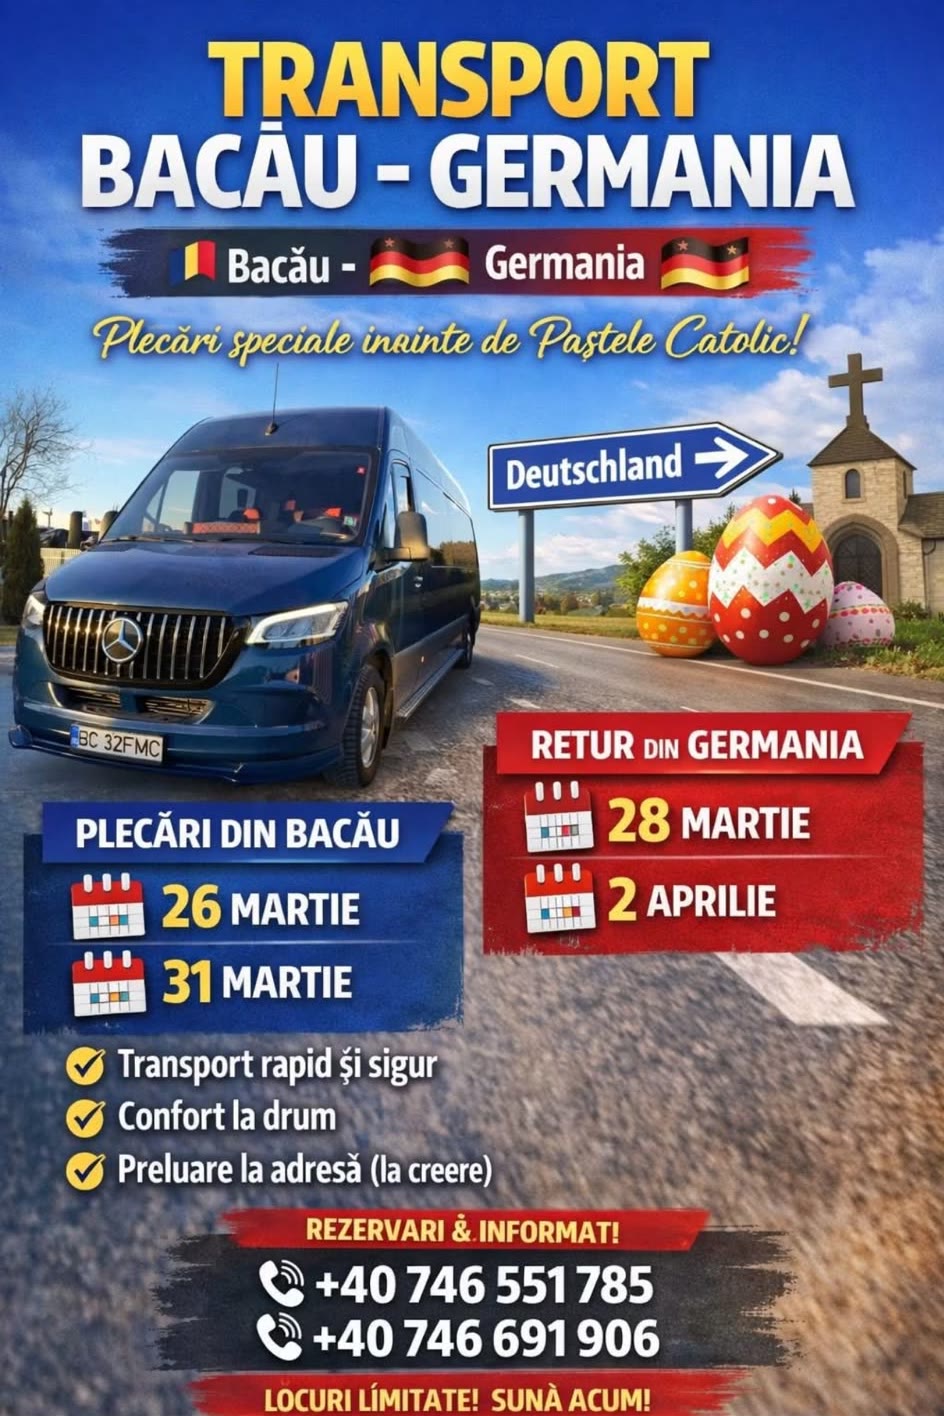 TRANSPORT
BACĂU - GERMANIA
Bacău - Germania
Plecări speciale inainte de Paștele Catolic!
Deutschland
BC 32FMC
RETUR DIN GERMANIA
28 MARTIE
2 APRILIE
PLECĂRI DIN BACĂU
26 MARTIE
31 MARTIE
Transport rapid și sigur
Confort la drum
Preluare la adresă (la creere)
REZERVARI & INFORMAT!
+40 746 551 785
+40 746 691 906
LOCURI LÍMITATE! SUNÀ ACUM!